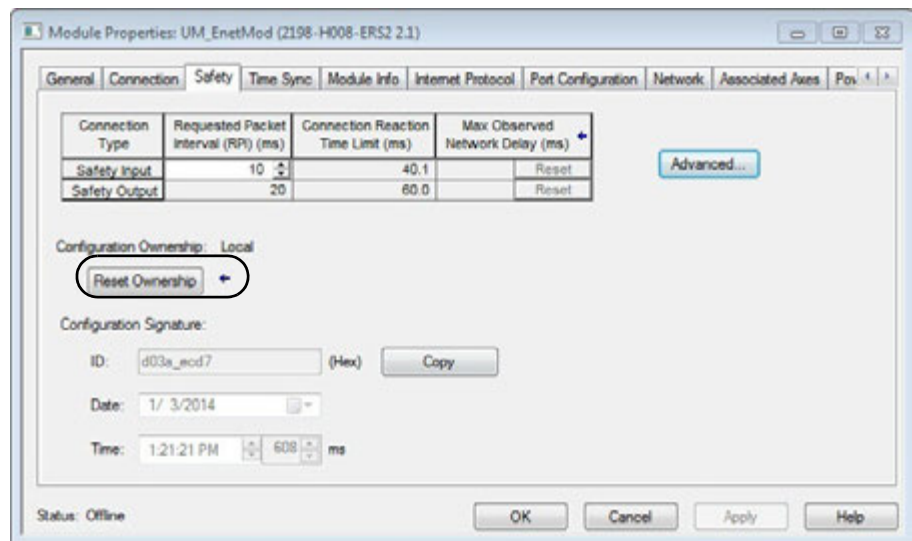 Module Properties: UM_EnetMod (2198-H008-ERS2 2.1)
General Connection Safety Time Sync Module Info Internet Protocol Port Configuration Network Associated Axes Pow
Connection Type Requested Packet Interval (RPI) (ms) Connection Reaction Time Limit (ms) Max Observed Network Delay (ms)
Safety Input 10 40.1 Reset
Safety Output 20 60.0 Reset
Advanced...
Configuration Ownership: Local
Reset Ownership
Configuration Signature:
ID: d03a_ecd7 (Hex) Copy
Date: 1/ 3/2014
Time: 1:21:21 PM 608 ms
Status: Offline OK Cancel Apply Help